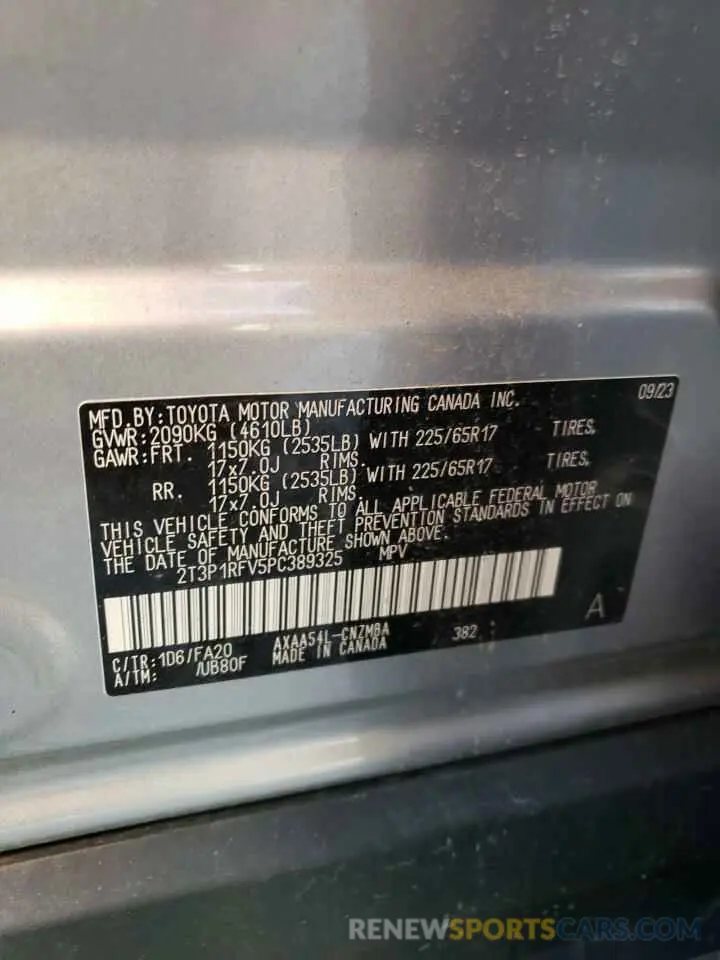 MFD. BY: TOYOTA MOTOR MANUFACTURING CANADA INC. 09/23
GVWR: 2090KG (4610LB)
GAWR: FRT. 1150KG (2535LB) WITH 225/65R17 TIRES,
17x7.0J RIMS.
RR. 1150KG (2535LB) WITH 225/65R17 TIRES,
17x7.0J RIMS.
THIS VEHICLE CONFORMS TO ALL APPLICABLE FEDERAL MOTOR
VEHICLE SAFETY AND THEFT PREVENTION STANDARDS IN EFFECT ON
THE DATE OF MANUFACTURE SHOWN ABOVE.
2T3P1RFV5PC389325 MPV
A
C/TR: 1D6/FA20 AXAA54L-CNZMBA 382
A/TM: /UB80F MADE IN CANADA
RENEWSPORTSCARS.COM